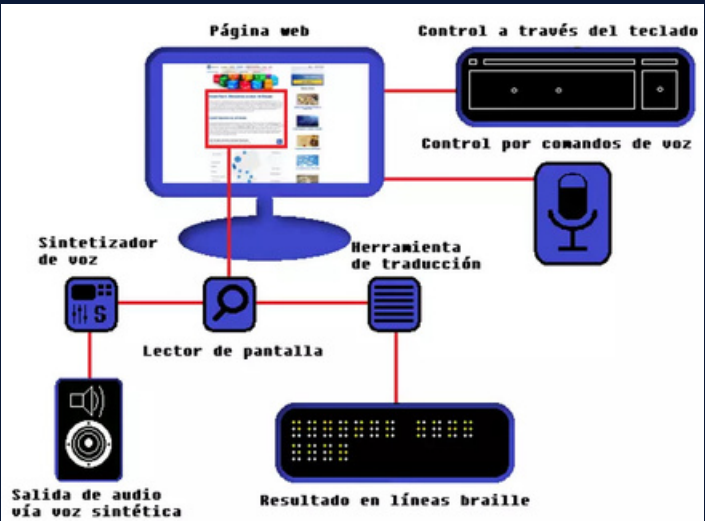 Página web
Control a través del teclado
Control por comandos de voz
Sintetizador
de voz
S
Herramienta
de traducción
Lector de pantalla
Salida de audio
vía voz sintética
Resultado en líneas braille